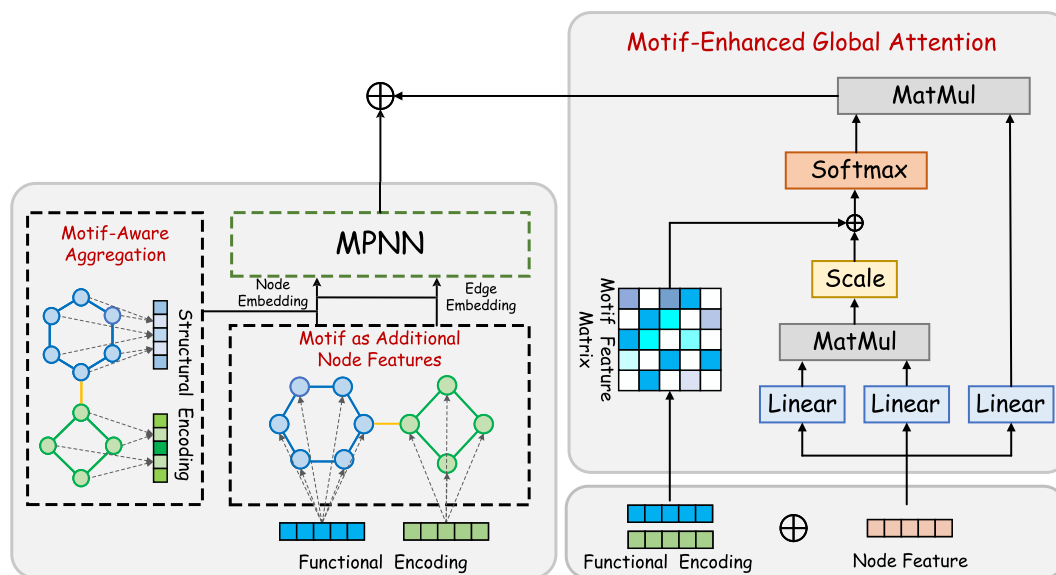 Motif-Enhanced Global Attention
MatMul
Softmax
Scale
MatMul
Linear
Linear
Linear
Motif Feature
Matrix
Functional Encoding
Node Feature
Motif-Aware
Aggregation
Structural Encoding
MPNN
Node
Embedding
Edge
Embedding
Motif as Additional
Node Features
Functional Encoding